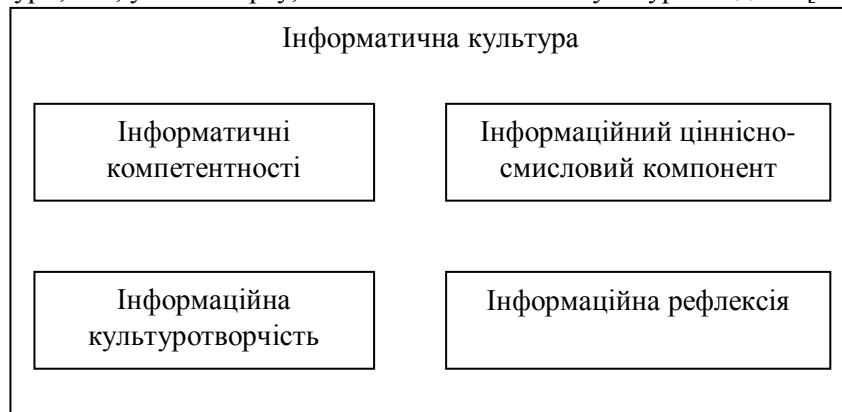 Інформатична культура
Інформатичні
компетентності
Інформаційний ціннісно-
смисловий компонент
Інформаційна
культуротворчість
Інформаційна рефлексія